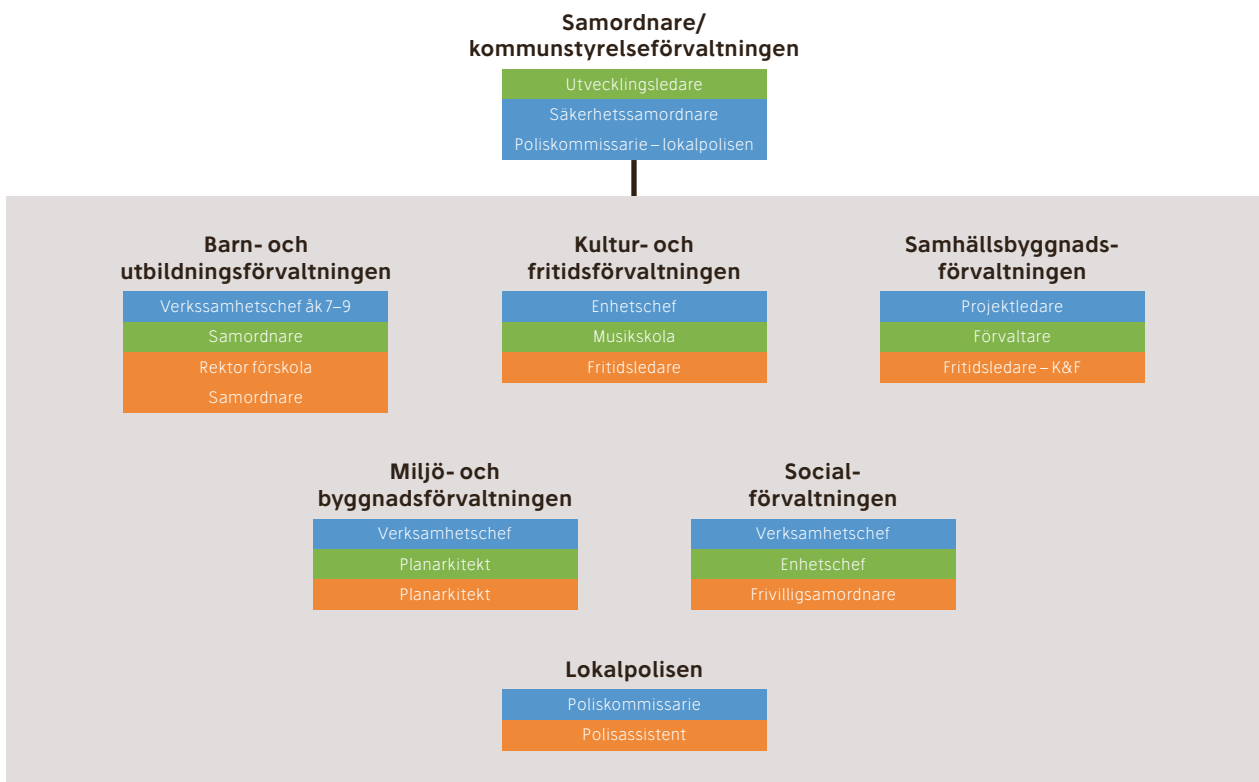 Samordnare/
kommunstyrelseförvaltningen
Utvecklingsledare
Säkerhetssamordnare
Poliskommissarie – lokalpolisen
Barn- och
utbildningsförvaltningen
Verkssamhetschef åk 7–9
Samordnare
Rektor förskola
Samordnare
Kultur- och
fritidsförvaltningen
Enhetschef
Musikskola
Fritidsledare
Samhällsbyggnads-
förvaltningen
Projektledare
Förvaltare
Fritidsledare – K&F
Miljö- och
byggnadsförvaltningen
Verksamhetschef
Planarkitekt
Planarkitekt
Social-
förvaltningen
Verksamhetschef
Enhetschef
Frivilligsamordnare
Lokalpolisen
Poliskommissarie
Polisassistent